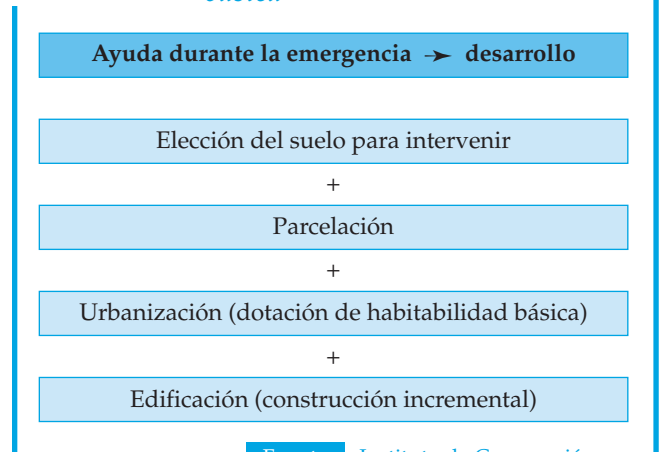 Ayuda durante la emergencia → desarrollo
Elección del suelo para intervenir
+
Parcelación
+
Urbanización (dotación de habitabilidad básica)
+
Edificación (construcción incremental)